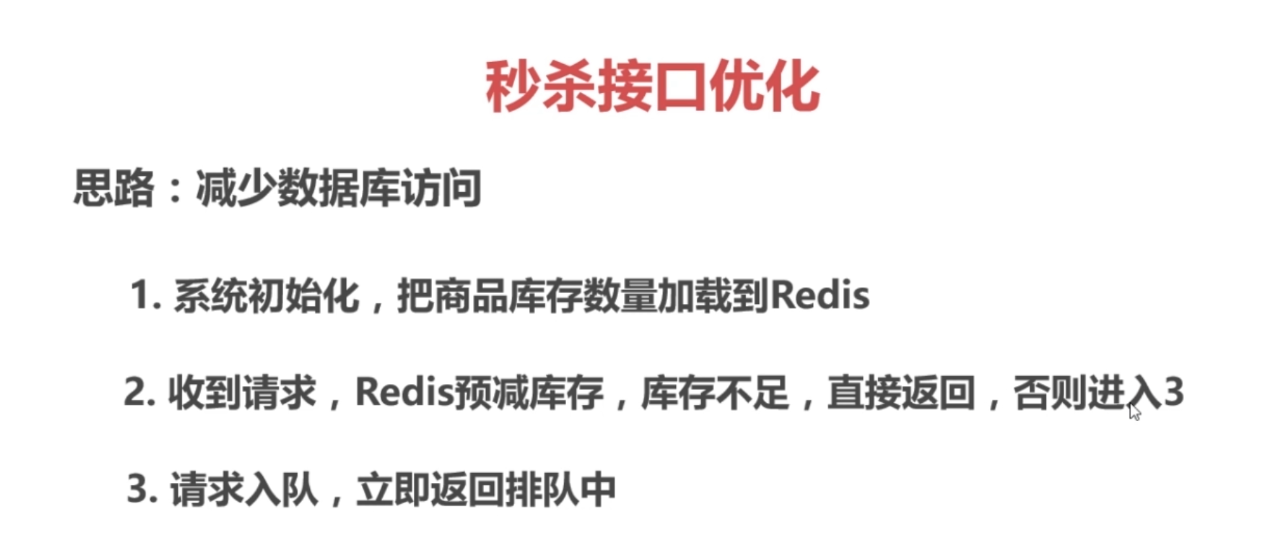 秒杀接口优化
思路：减少数据库访问
1. 系统初始化，把商品库存数量加载到Redis
2. 收到请求，Redis预减库存，库存不足，直接返回，否则进入3
3. 请求入队，立即返回排队中